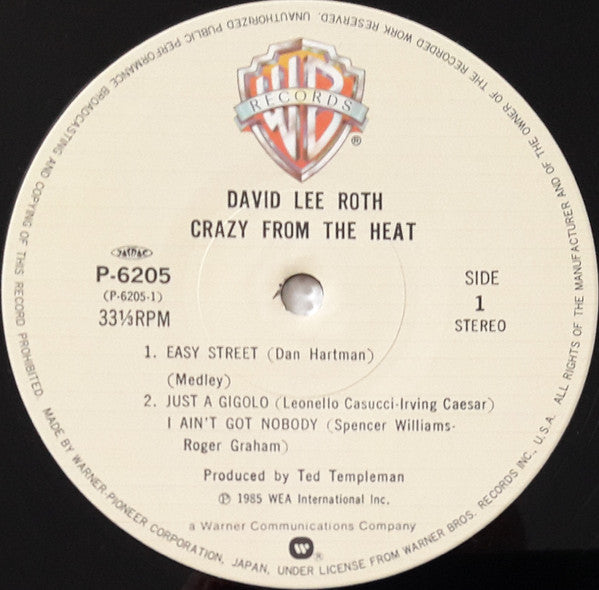 WB
RECORDS
®
DAVID LEE ROTH
CRAZY FROM THE HEAT
JASRAC
P-6205
(P-6205-1)
33⅓RPM
SIDE
1
STEREO
1. EASY STREET (Dan Hartman)
(Medley)
2. JUST A GIGOLO (Leonello Casucci-Irving Caesar)
I AIN'T GOT NOBODY (Spencer Williams-
Roger Graham)
Produced by Ted Templeman
Ⓟ 1985 WEA International Inc.
a Warner Communications Company
®
MADE BY WARNER-PIONEER CORPORATION, JAPAN, UNDER LICENSE FROM WARNER BROS. RECORDS INC., U.S.A. ALL RIGHTS OF THE MANUFACTURER AND OF THE OWNER OF THE RECORDED WORK RESERVED. UNAUTHORIZED PUBLIC PERFORMANCE BROADCASTING AND COPYING OF THIS RECORD PROHIBITED.